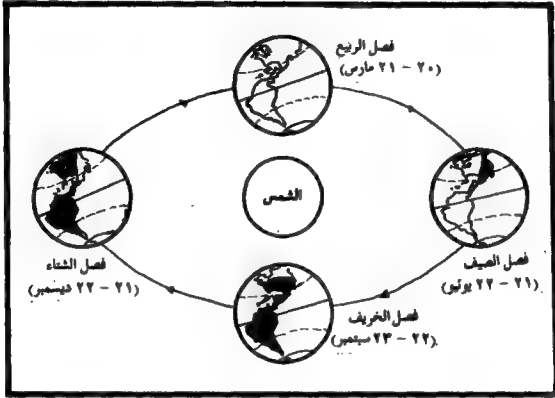 فصل الربيع
(٢٠ - ٢١ مارس)
الشمس
فصل الشتاء
(٢١ - ٢٢ ديسمبر)
فصل الصيف
(٢١ - ٢٢ يونيو)
فصل الخريف
(٢٢ - ٢٣ سبتمبر)